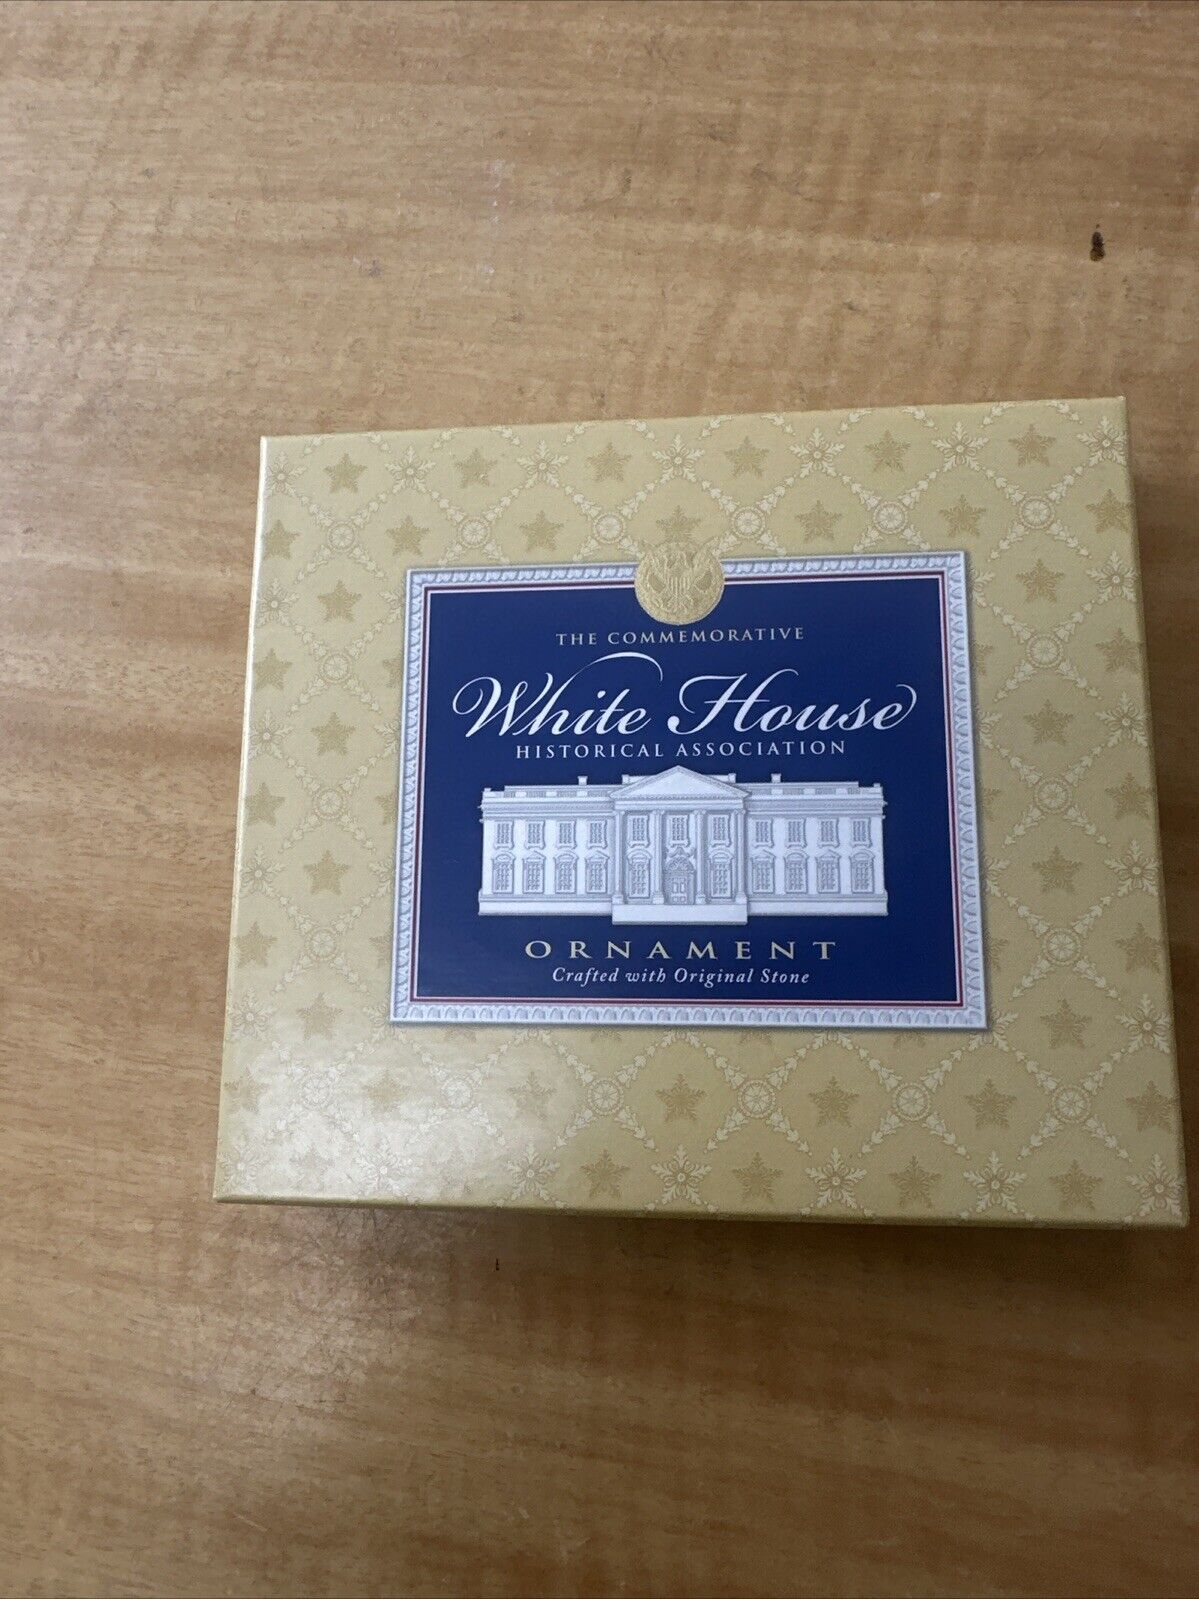 THE COMMEMORATIVE
White House
HISTORICAL ASSOCIATION
ORNAMENT
Crafted with Original Stone